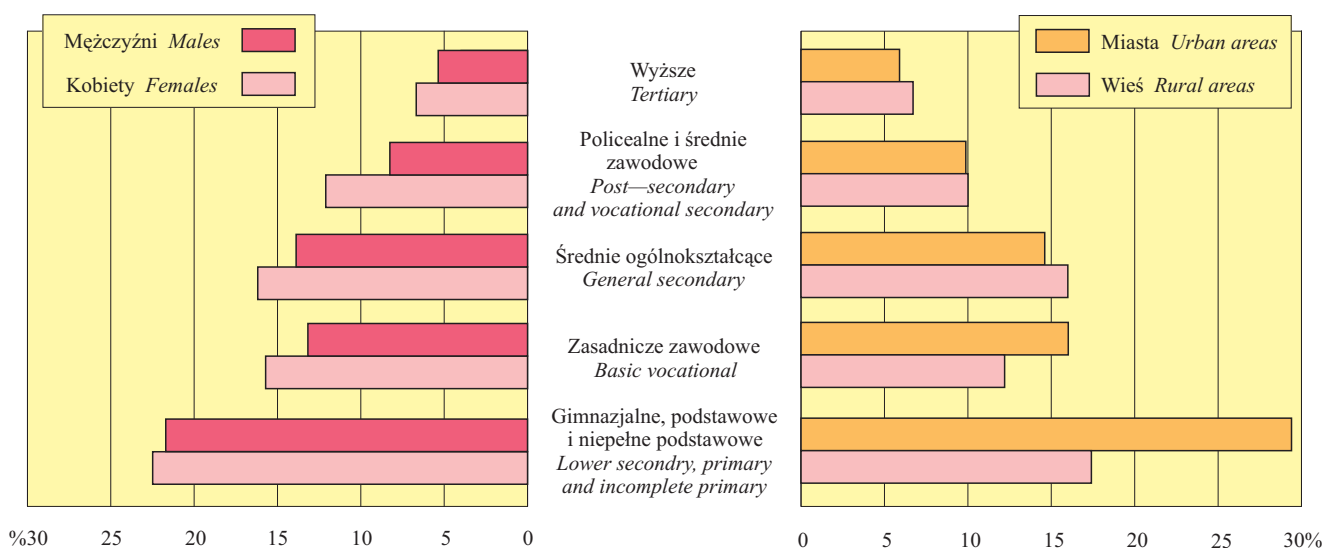 Mężczyźni Males
Kobiety Females
Miasta Urban areas
Wieś Rural areas
Wyższe
Tertiary
Policealne i średnie
zawodowe
Post—secondary
and vocational secondary
Średnie ogólnokształcące
General secondary
Zasadnicze zawodowe
Basic vocational
Gimnazjalne, podstawowe
i niepełne podstawowe
Lower secondry, primary
and incomplete primary
%30 25 20 15 10 5 0
0 5 10 15 20 25 30%